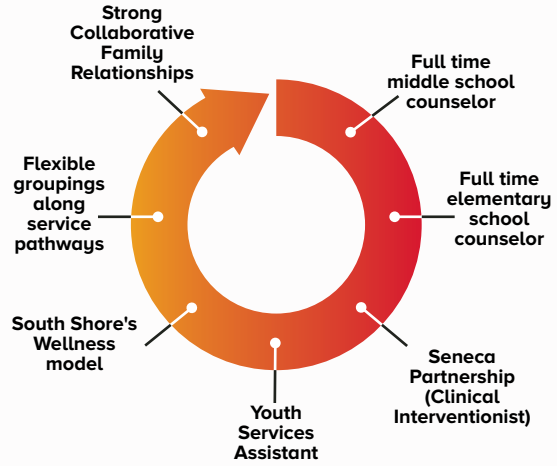 Strong
Collaborative
Family
Relationships
Full time
middle school
counselor
Full time
elementary
school
counselor
Seneca
Partnership
(Clinical
Interventionist)
Youth
Services
Assistant
South Shore's
Wellness
model
Flexible
groupings
along
service
pathways